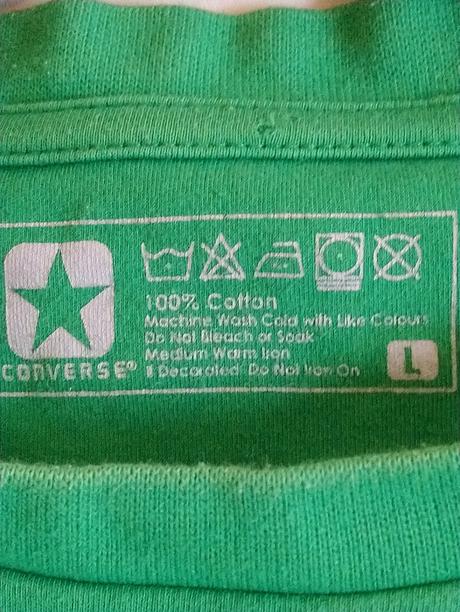 100% Cotton
Machine Wash Cold with Like Colours
Do Not Bleach or Soak
Medium Warm Iron
If Decorated Do Not Iron On
CONVERSE®
L